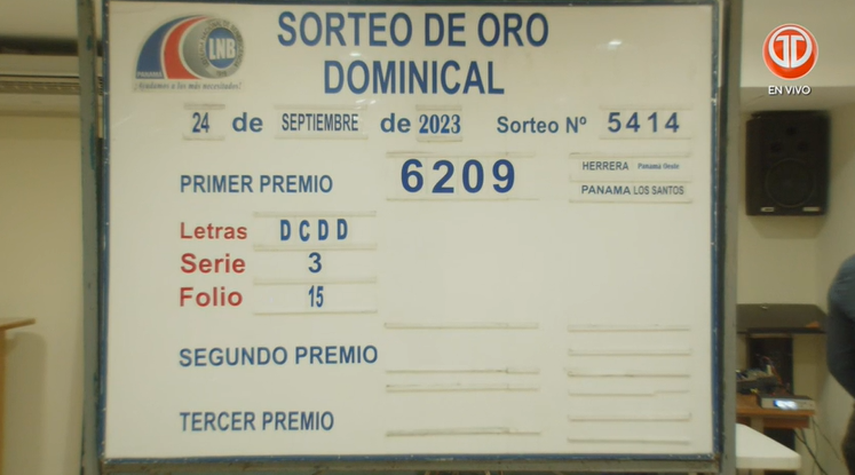 SORTEO DE ORO
DOMINICAL
LNB
PANAMÁ
¡Ayudamos a los más necesitados!
EN VIVO
24 de SEPTIEMBRE de 2023 Sorteo Nº 5414
PRIMER PREMIO 6209
HERRERA Panama Oeste
PANAMA LOS SANTOS
Letras D C D D
Serie 3
Folio 15
SEGUNDO PREMIO
TERCER PREMIO